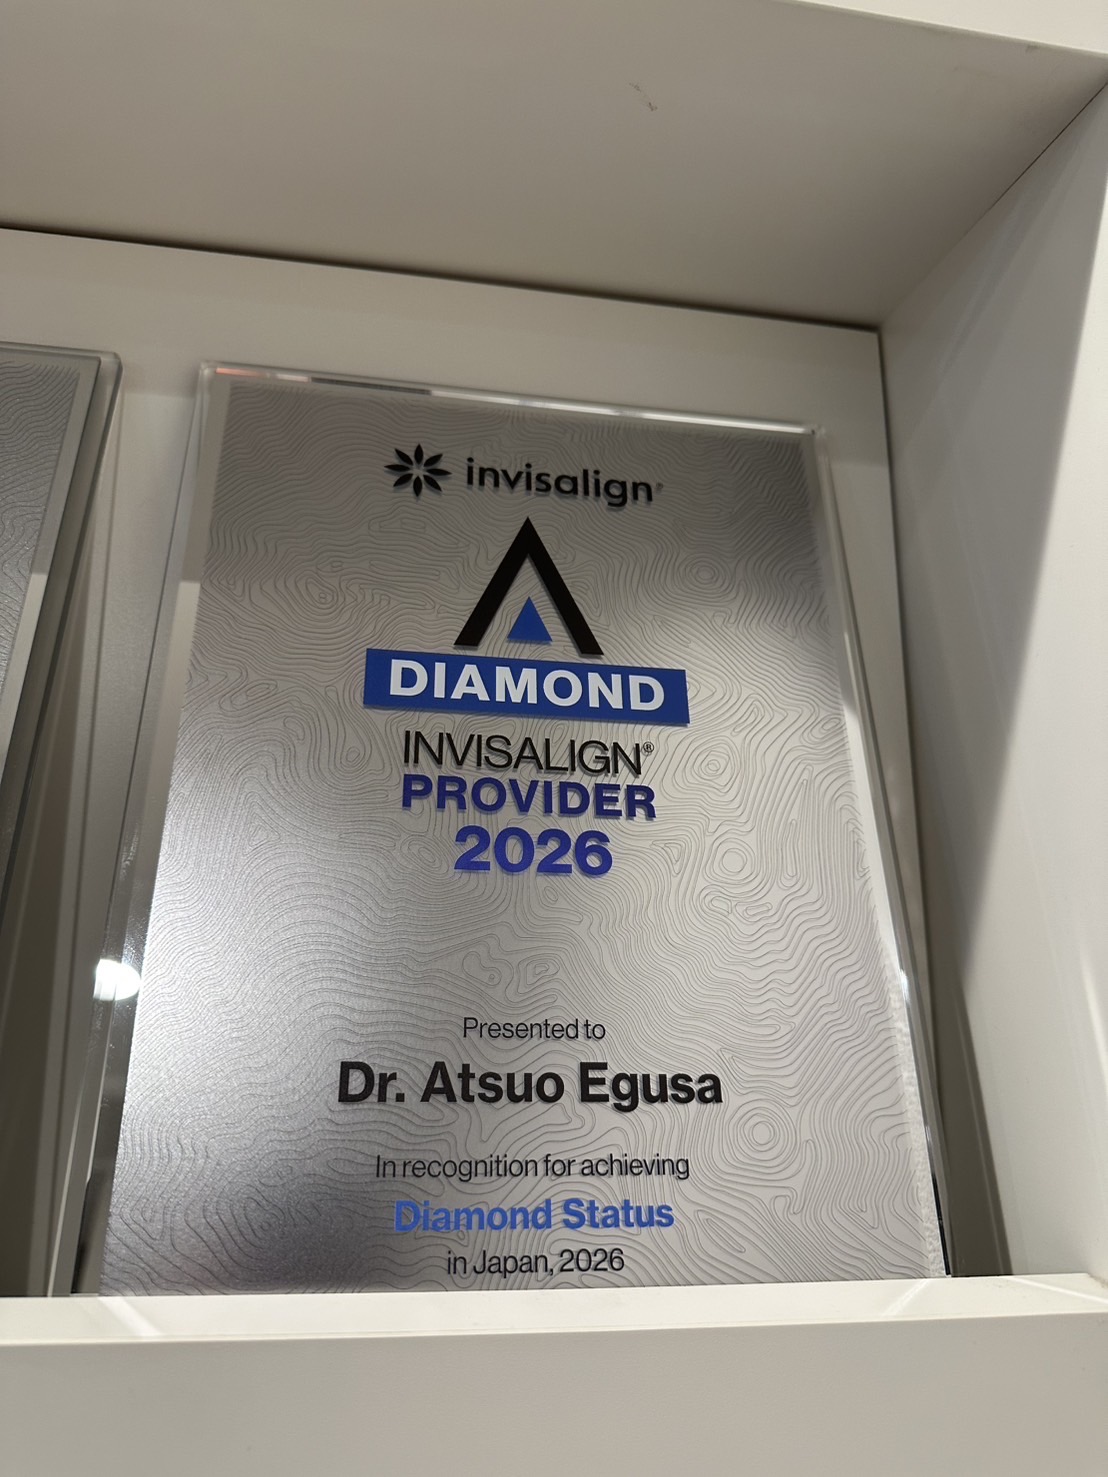 invisalign
DIAMOND
INVISALIGN®
PROVIDER
2026
Presented to
Dr. Atsuo Egusa
In recognition for achieving
Diamond Status
in Japan, 2026